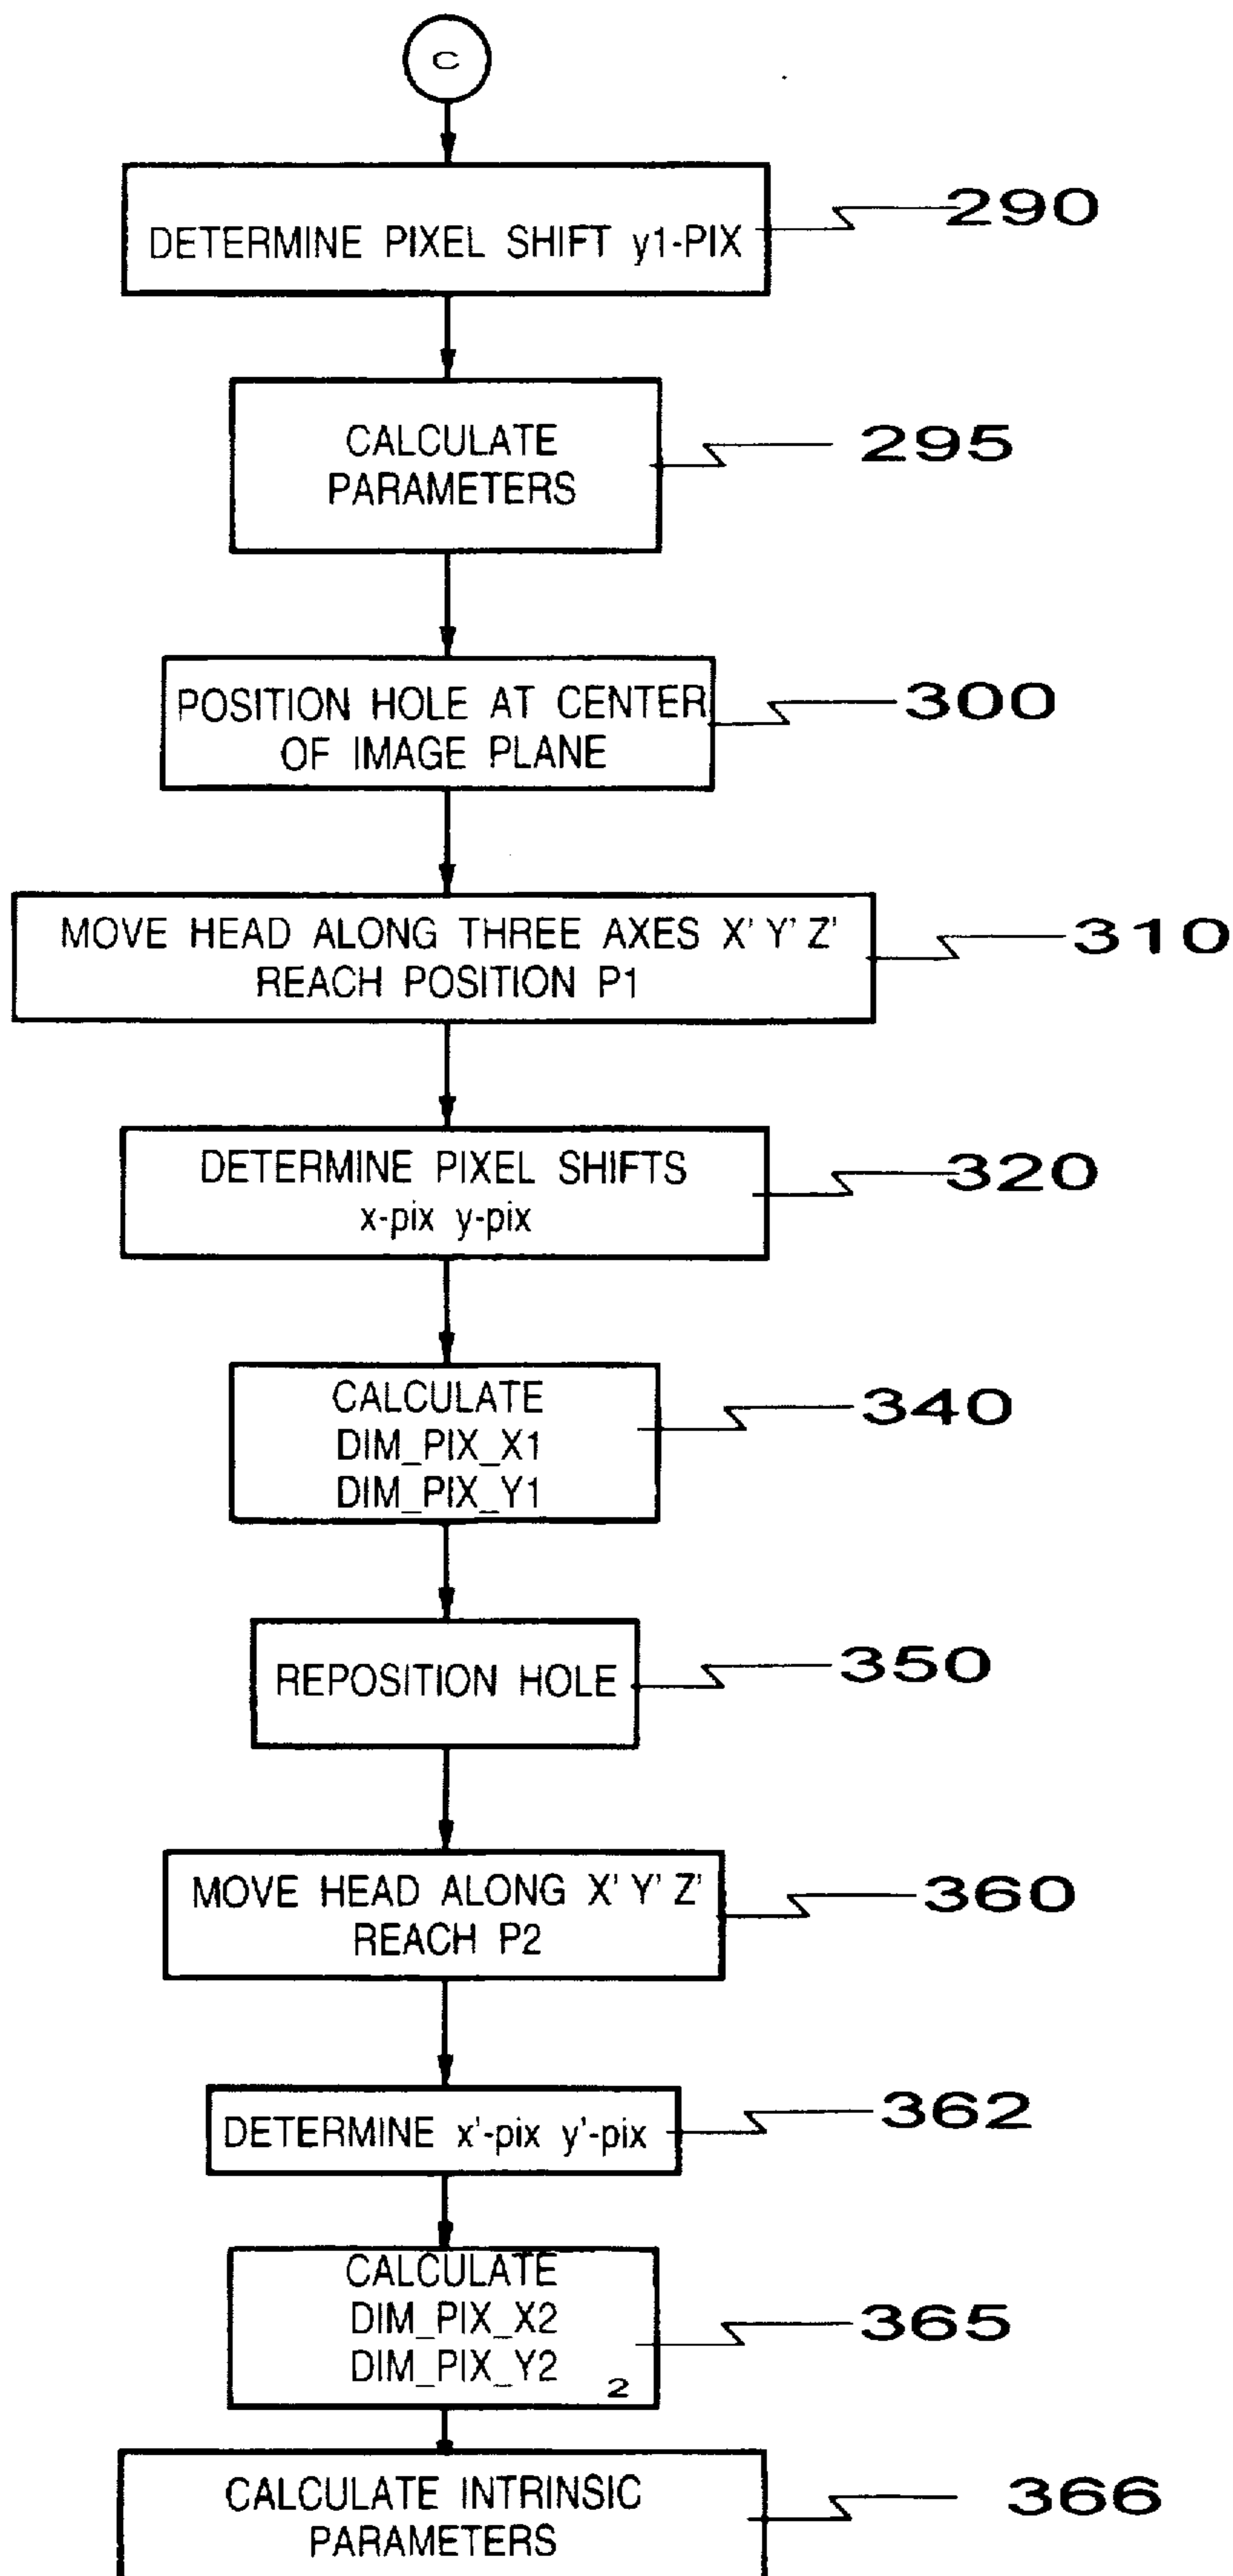 C
DETERMINE PIXEL SHIFT y1-PIX
290
CALCULATE
PARAMETERS
295
POSITION HOLE AT CENTER
OF IMAGE PLANE
300
MOVE HEAD ALONG THREE AXES X' Y' Z'
REACH POSITION P1
310
DETERMINE PIXEL SHIFTS
x-pix y-pix
320
CALCULATE
DIM_PIX_X1
DIM_PIX_Y1
340
REPOSITION HOLE
350
MOVE HEAD ALONG X' Y' Z'
REACH P2
360
DETERMINE x'-pix y'-pix
362
CALCULATE
DIM_PIX_X2
DIM_PIX_Y2
2
365
CALCULATE INTRINSIC
PARAMETERS
366